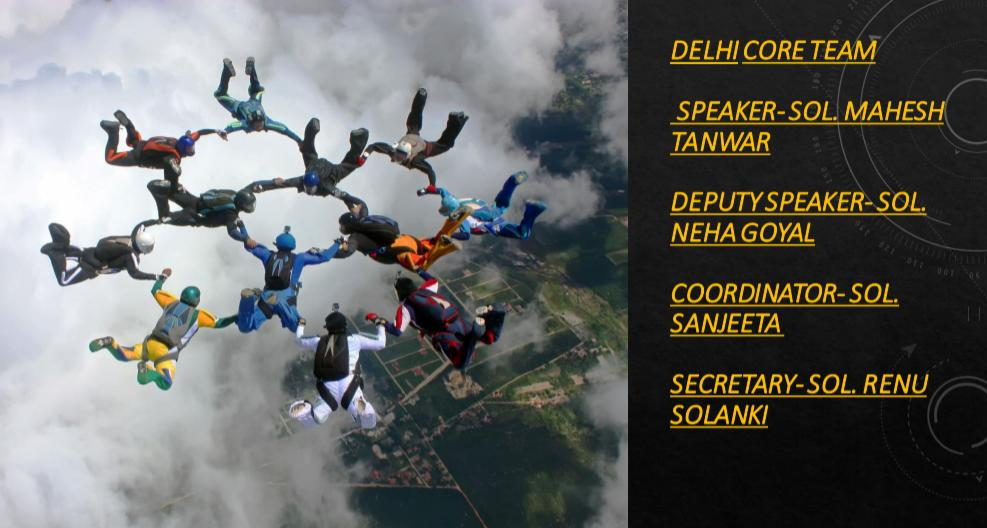 DELHI CORE TEAM
SPEAKER- SOL. MAHESH
TANWAR
DEPUTY SPEAKER- SOL.
NEHA GOYAL
COORDINATOR- SOL.
SANJEETA
SECRETARY- SOL. RENU
SOLANKI